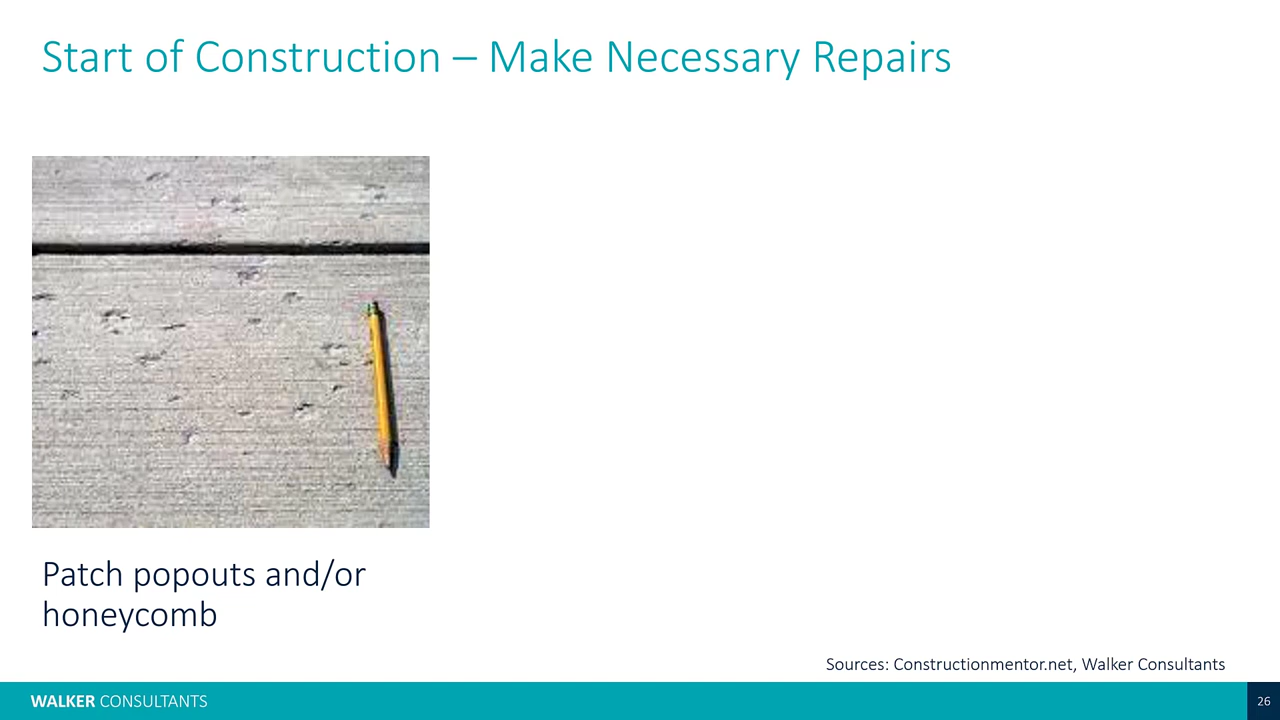 Start of Construction – Make Necessary Repairs
Patch popouts and/or
honeycomb
Sources: Constructionmentor.net, Walker Consultants
WALKER CONSULTANTS
26